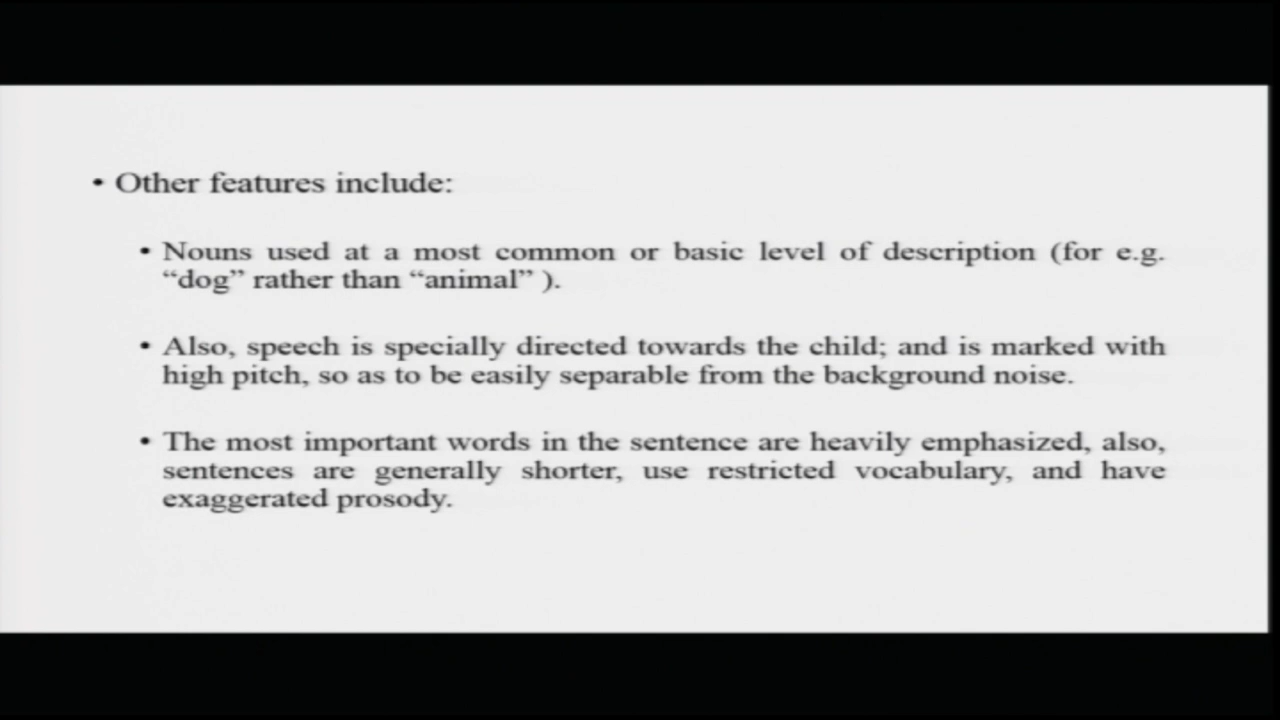 • Other features include:
• Nouns used at a most common or basic level of description (for e.g.
“dog” rather than “animal” ).
• Also, speech is specially directed towards the child; and is marked with
high pitch, so as to be easily separable from the background noise.
• The most important words in the sentence are heavily emphasized, also,
sentences are generally shorter, use restricted vocabulary, and have
exaggerated prosody.